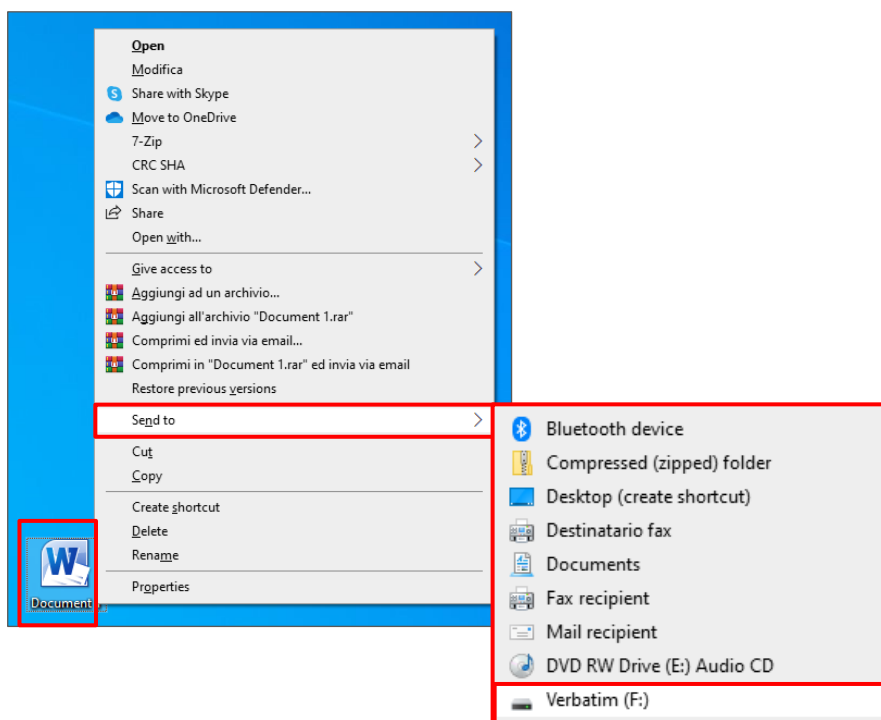 Open
Modifica
Share with Skype
Move to OneDrive
7-Zip
CRC SHA
Scan with Microsoft Defender...
Share
Open with...
Give access to
Aggiungi ad un archivio...
Aggiungi all'archivio "Document 1.rar"
Comprimi ed invia via email...
Comprimi in "Document 1.rar" ed invia via email
Restore previous versions
Send to
Cut
Copy
Create shortcut
Delete
Rename
Properties
Document
Bluetooth device
Compressed (zipped) folder
Desktop (create shortcut)
Destinatario fax
Documents
Fax recipient
Mail recipient
DVD RW Drive (E:) Audio CD
Verbatim (F:)